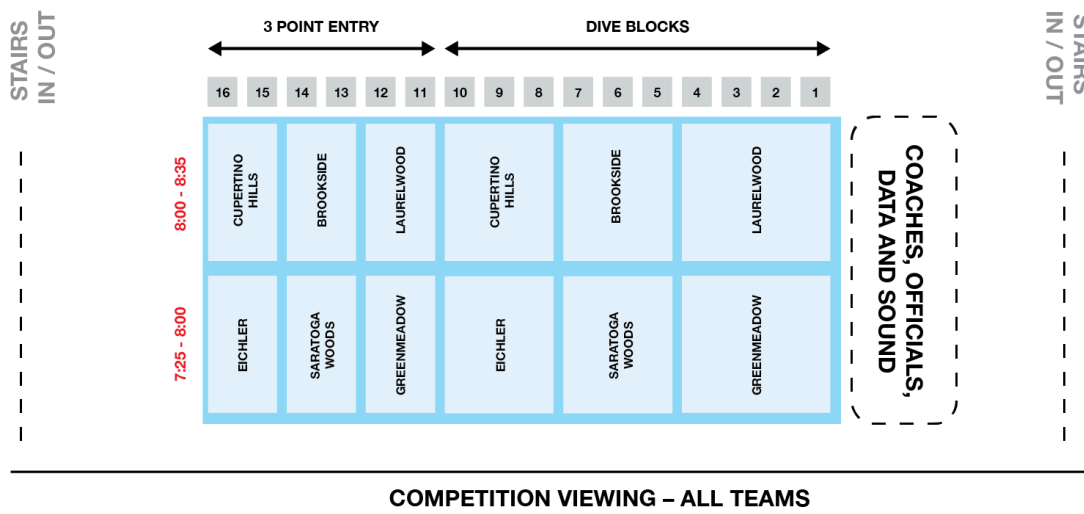 STAIRS
IN / OUT
3 POINT ENTRY
DIVE BLOCKS
STAIRS
IN / OUT
16 15 14 13 12 11 10 9 8 7 6 5 4 3 2 1
8:00 - 8:35
CUPERTINO
HILLS
BROOKSIDE
LAURELWOOD
CUPERTINO
HILLS
BROOKSIDE
LAURELWOOD
COACHES, OFFICIALS,
DATA AND SOUND
7:25 - 8:00
EICHLER
SARATOGA
WOODS
GREENMEADOW
EICHLER
SARATOGA
WOODS
GREENMEADOW
COMPETITION VIEWING – ALL TEAMS